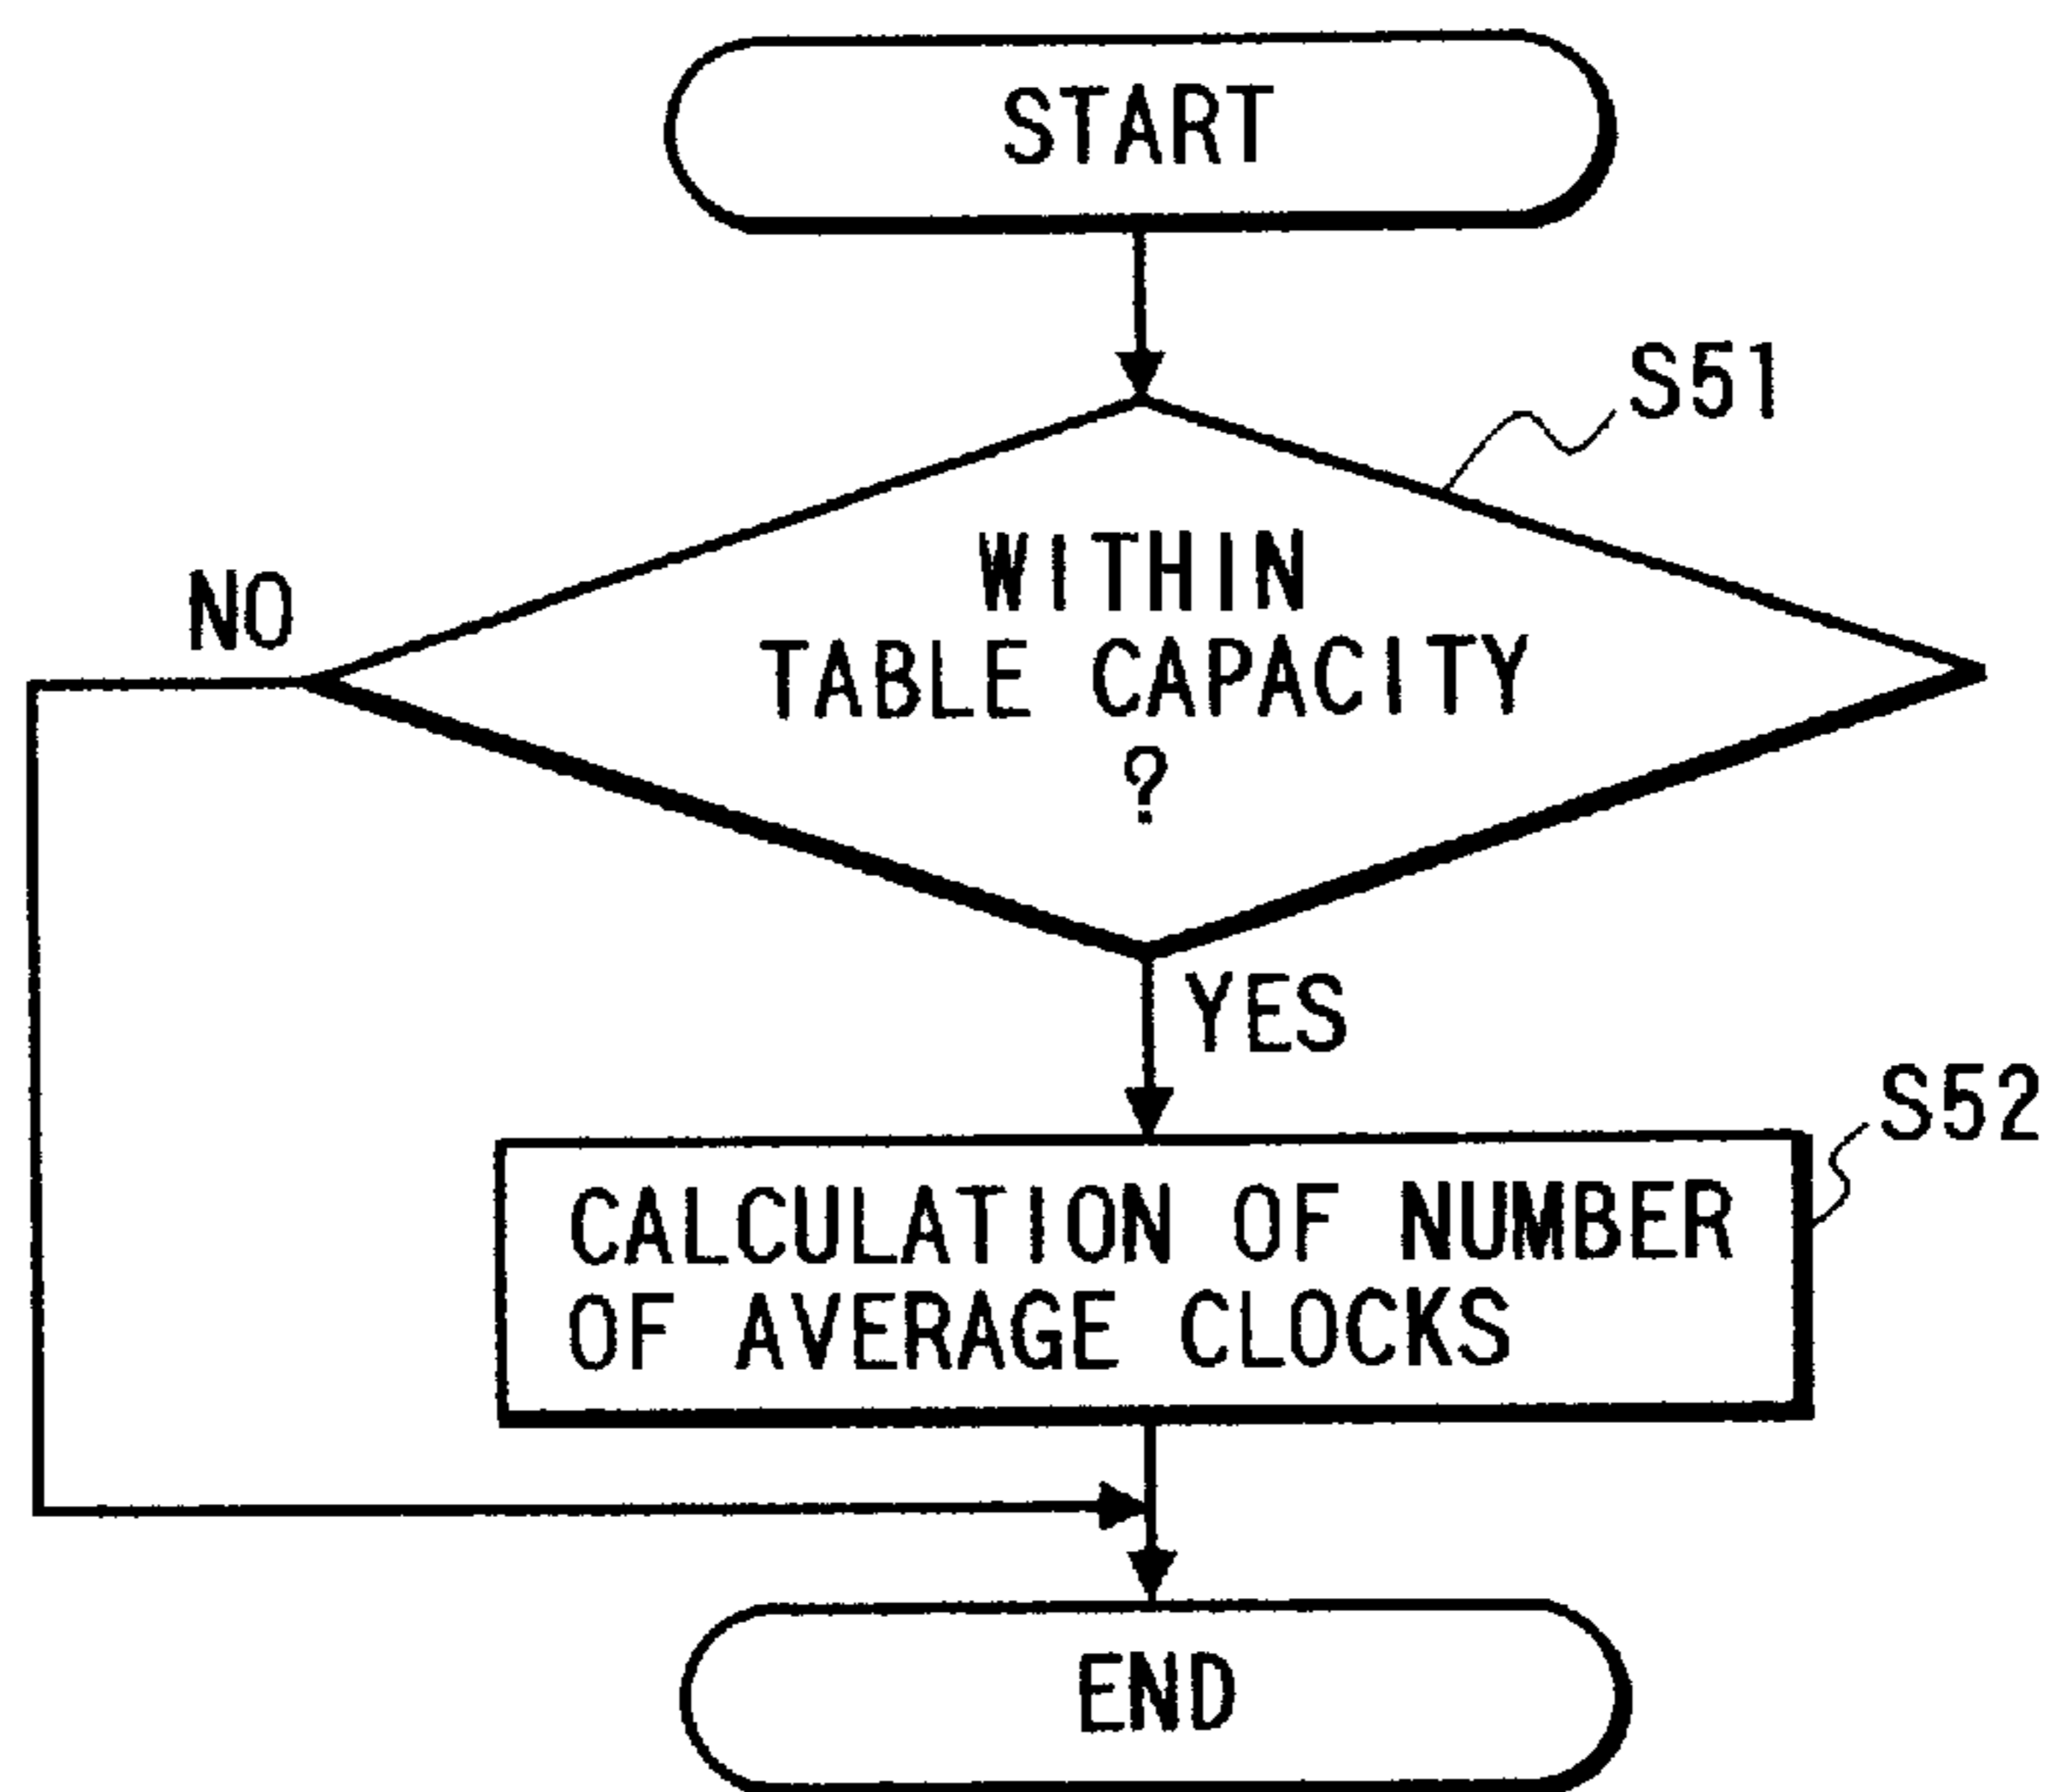 START
S51
WITHIN
TABLE CAPACITY
?
NO
YES
S52
CALCULATION OF NUMBER
OF AVERAGE CLOCKS
END